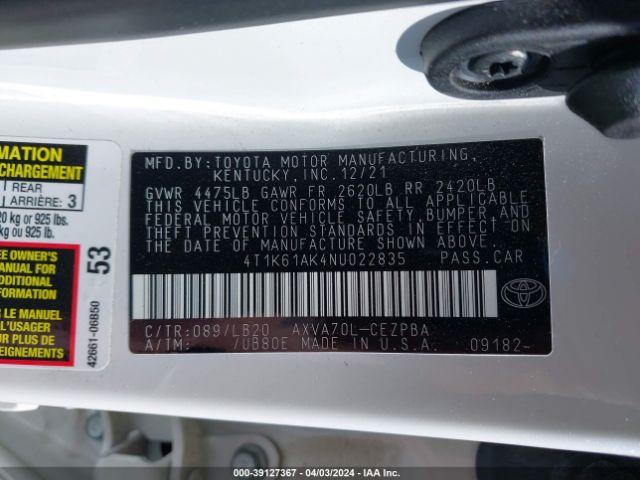 MATION
CHARGEMENT
REAR
ARRIÈRE: 3
20 kg or 925 lbs.
kg ou 925 lb.
53
EE OWNER'S
MANUAL FOR
R LE MANUEL
L'USAGER
R PLUS DE
42661-06850
MFD.BY:TOYOTA MOTOR MANUFACTURING,
KENTUCKY,INC.12/21
GVWR 4475LB GAWR FR 2620LB RR 2420LB
THIS VEHICLE CONFORMS TO ALL APPLICABLE
FEDERAL MOTOR VEHICLE SAFETY,BUMPER,AND
THEFT PREVENTION STANDARDS IN EFFECT ON
THE DATE OF MANUFACTURE SHOWN ABOVE.
4T1K61AK4NU022835 PASS.CAR
C/TR:089/LB20 AXVA70L-CEZPBA
A/TM: 7UB80E MADE IN U.S.A. 09182-
TOYOTA
000-39127367 - 04/03/2024 - IAA Inc.